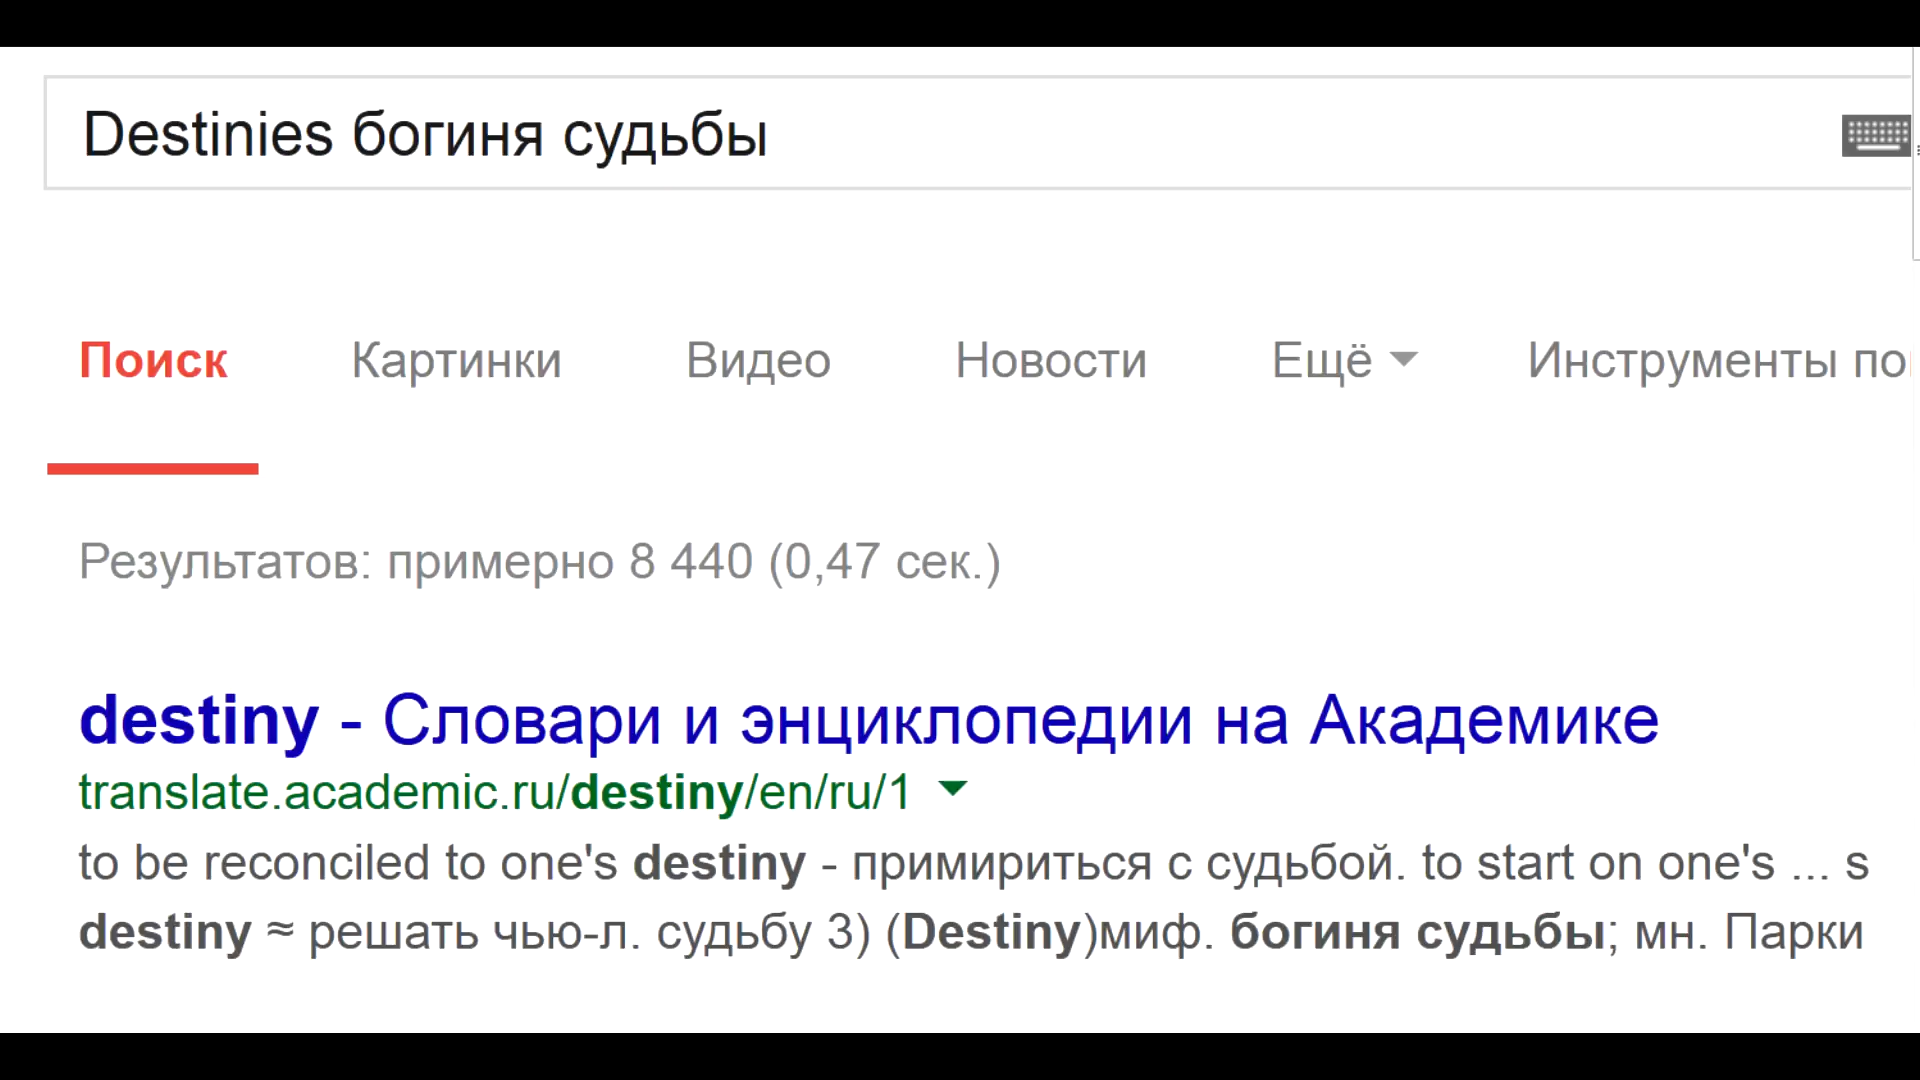 Destinies богиня судьбы
Поиск Картинки Видео Новости Ещё Инструменты
Результатов: примерно 8 440 (0,47 сек.)
destiny - Словари и энциклопедии на Академике
translate.academic.ru/destiny/en/ru/1
to be reconciled to one's destiny - примириться с судьбой. to start on one's ... s
destiny ≈ решать чью-л. судьбу 3) (Destiny)миф. богиня судьбы; мн. Парки